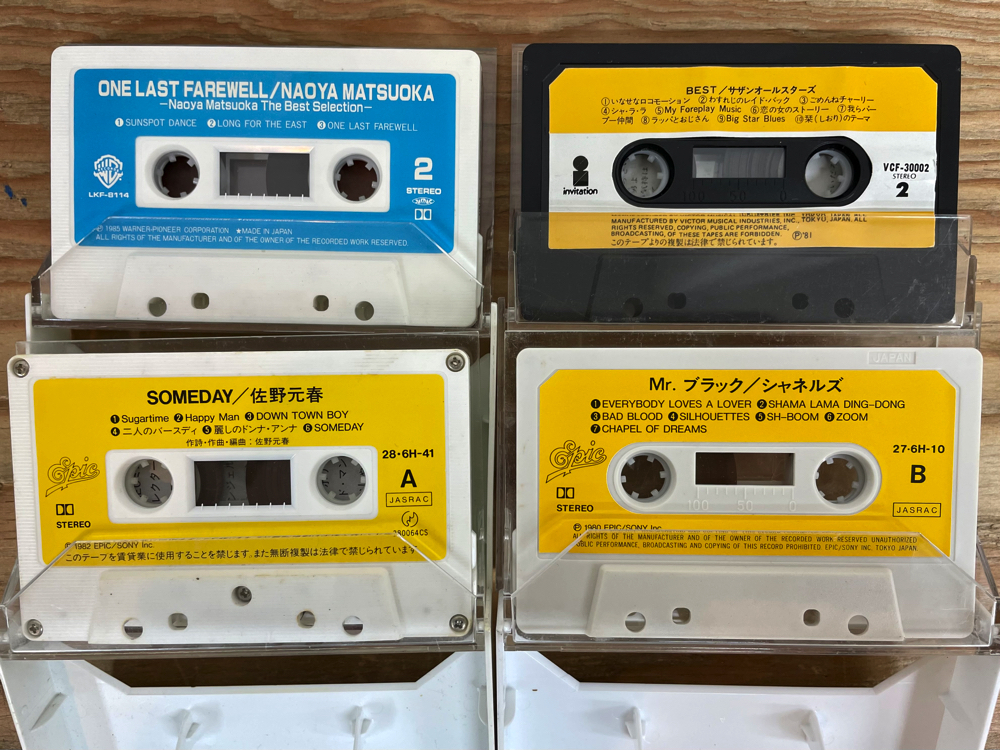 ONE LAST FAREWELL/NAOYA MATSUOKA
—Naoya Matsuoka The Best Selection—
❶SUNSPOT DANCE ❷LONG FOR THE EAST ❸ONE LAST FAREWELL
LKF-8114
2
STEREO
Ⓟ1985 WARNER-PIONEER CORPORATION ★MADE IN JAPAN
ALL RIGHTS OF THE MANUFACTURER AND OF THE OWNER OF THE RECORDED WORK RESERVED.
BEST／サザンオールスターズ
①いなせなロコモーション ②わすれじのレイド・バック ③ごめんねチャーリー
④シャ・ラ・ラ ⑤My Foreplay Music ⑥恋の女のストーリー ⑦我らパー
プー仲間 ⑧ラッパとおじさん ⑨Big Star Blues ⑩栞(しおり)のテーマ
invitation
VCF-30002
STEREO
2
100 50 0
MANUFACTURED BY VICTOR MUSICAL INDUSTRIES, INC., TOKYO, JAPAN. ALL
RIGHTS RESERVED, COPYING, PUBLIC PERFORMANCE,
BROADCASTING, OF THESE TAPES ARE FORBIDDEN.
このテープよりの複製は法律で禁じられています。 Ⓟ'81
SOMEDAY／佐野元春
❶Sugartime ❷Happy Man ❸DOWN TOWN BOY
❹二人のバースディ ❺麗しのドンナ・アンナ ❻SOMEDAY
作詩・作曲・編曲：佐野元春
Epic
28・6H-41
A
JASRAC
STEREO
Ⓟ1982 EPIC/SONY Inc.
このテープを賃貸業に使用することを禁じます。また無断複製は法律で禁じられています。
JAPAN
Mr. ブラック／シャネルズ
❶EVERYBODY LOVES A LOVER ❷SHAMA LAMA DING-DONG
❸BAD BLOOD ❹SILHOUETTES ❺SH-BOOM ❻ZOOM
❼CHAPEL OF DREAMS
Epic
27・6H-10
B
JASRAC
STEREO
100 50 0
Ⓟ1980 EPIC/SONY Inc.
ALL RIGHTS OF THE MANUFACTURER AND OF THE OWNER OF THE RECORDED WORK RESERVED UNAUTHORIZED
PUBLIC PERFORMANCE, BROADCASTING AND COPYING OF THIS RECORD PROHIBITED. EPIC/SONY INC. TOKYO JAPAN.